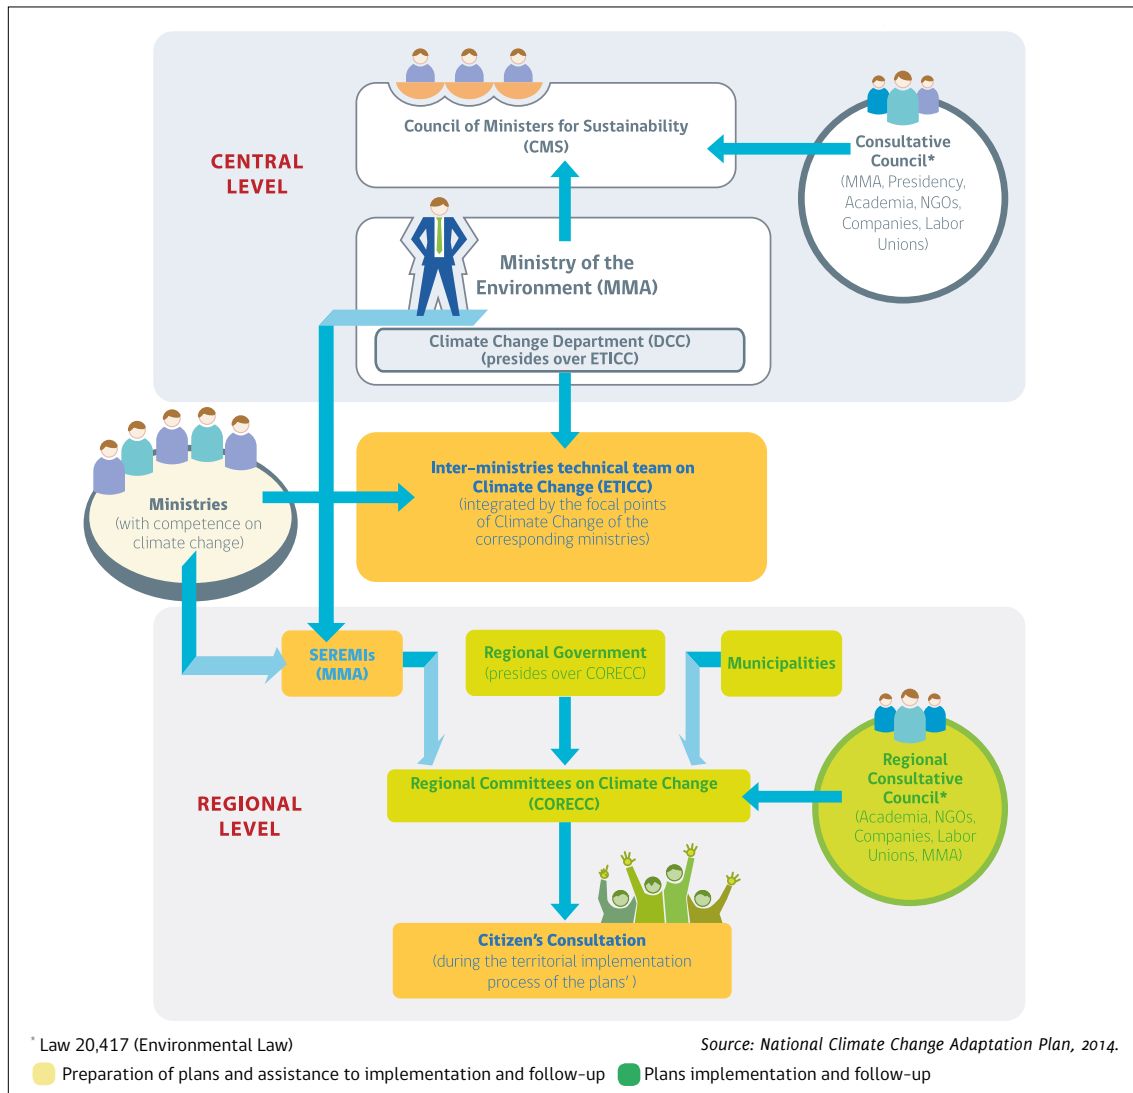 CENTRAL
LEVEL
Council of Ministers for Sustainability
(CMS)
Consultative
Council*
(MMA, Presidency,
Academia, NGOs,
Companies, Labor
Unions)
Ministry of the
Environment (MMA)
Climate Change Department (DCC)
(presides over ETICC)
Ministries
(with competence on
climate change)
Inter-ministries technical team on
Climate Change (ETICC)
(integrated by the focal points
of Climate Change of the
corresponding ministries)
SEREMIs
(MMA)
Regional Government
(presides over CORECC)
Municipalities
REGIONAL
LEVEL
Regional Committees on Climate Change
(CORECC)
Regional
Consultative
Council*
(Academia, NGOs,
Companies, Labor
Unions, MMA)
Citizen's Consultation
(during the territorial implementation
process of the plans' )
* Law 20,417 (Environmental Law)
Source: National Climate Change Adaptation Plan, 2014.
Preparation of plans and assistance to implementation and follow-up
Plans implementation and follow-up